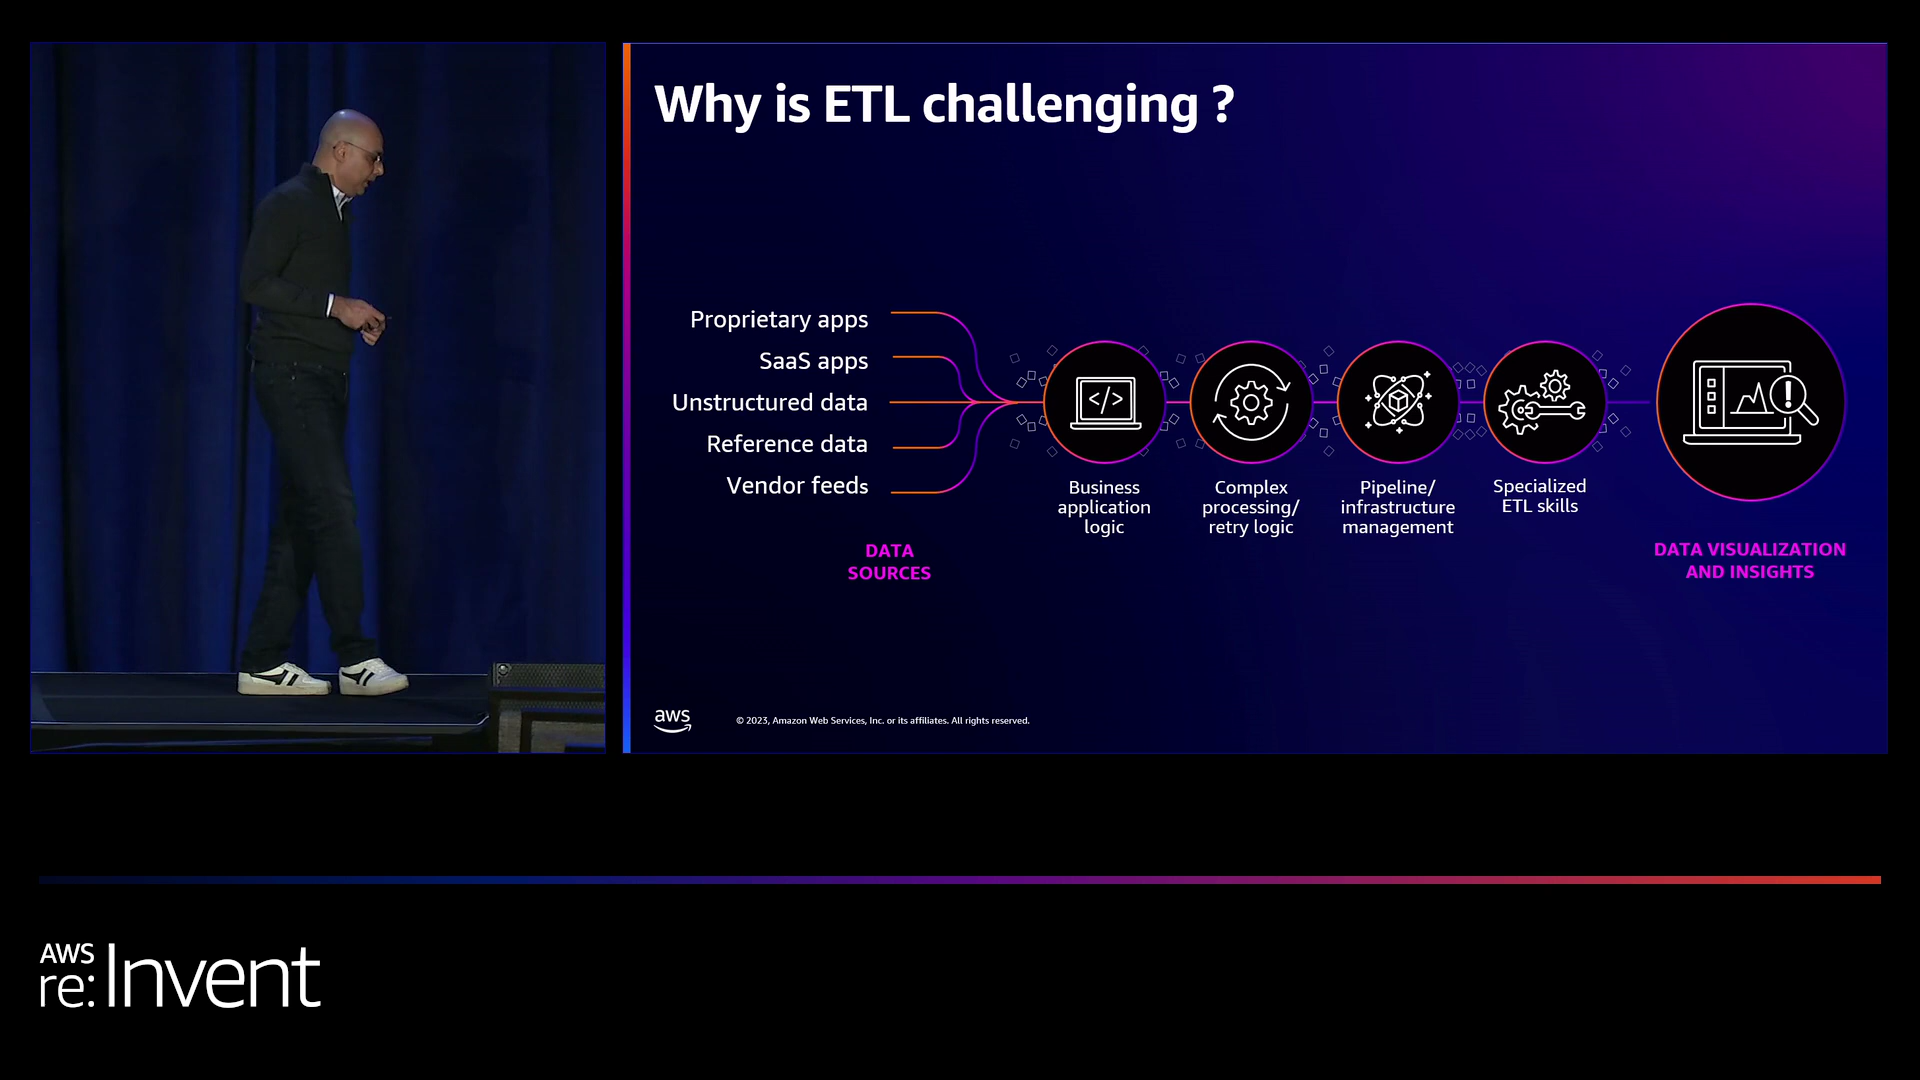 Why is ETL challenging ?
Proprietary apps
SaaS apps
Unstructured data
Reference data
Vendor feeds
DATA
SOURCES
</>
Business
application
logic
Complex
processing/
retry logic
Pipeline/
infrastructure
management
Specialized
ETL skills
DATA VISUALIZATION
AND INSIGHTS
aws
© 2023, Amazon Web Services, Inc. or its affiliates. All rights reserved.
AWS
re:Invent